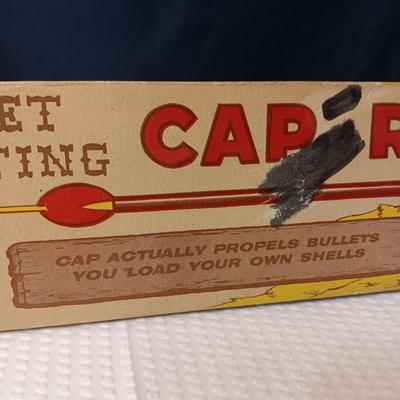 ET
TING
CAP R
CAP ACTUALLY PROPELS BULLETS
YOU LOAD YOUR OWN SHELLS